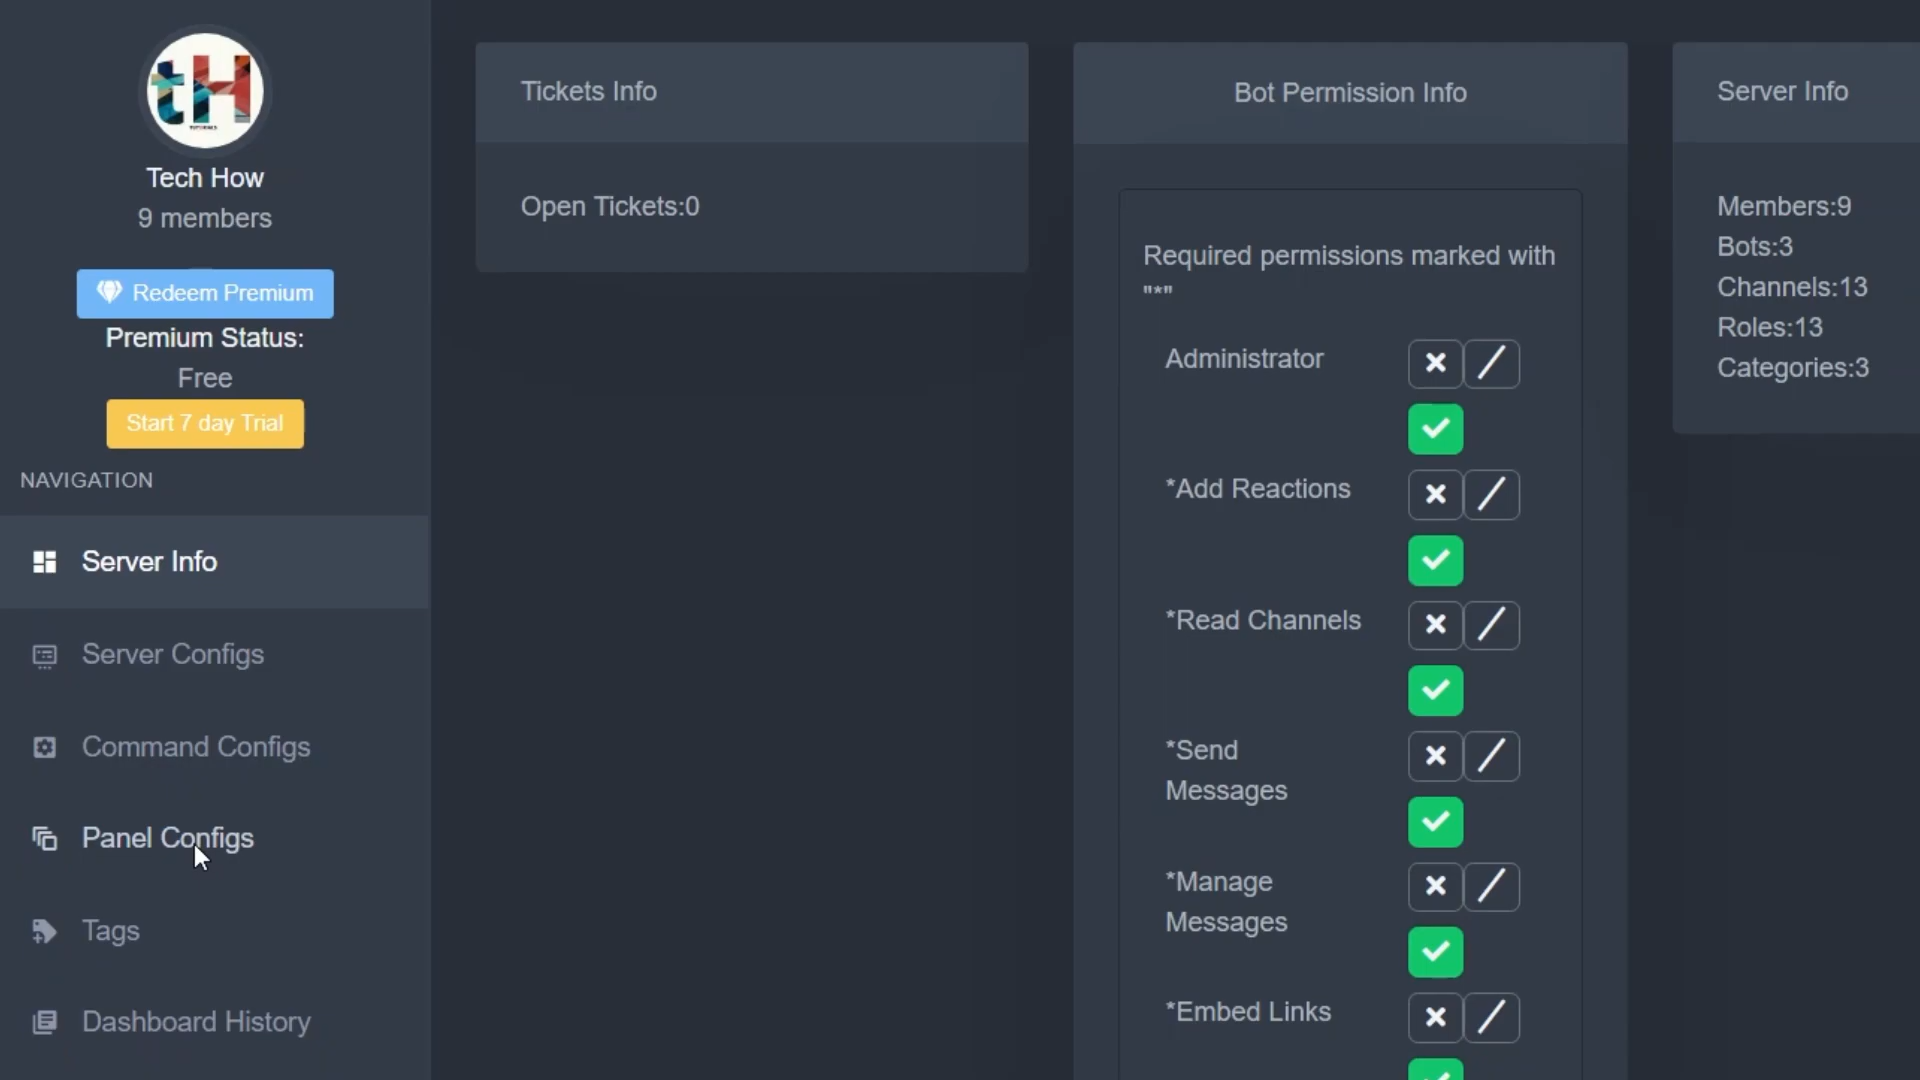 tH
Tech How
9 members
Redeem Premium
Premium Status:
Free
Start 7 day Trial
NAVIGATION
Server Info
Server Configs
Command Configs
Panel Configs
Tags
Dashboard History
Tickets Info
Open Tickets:0
Bot Permission Info
Required permissions marked with
"*"
Administrator
*Add Reactions
*Read Channels
*Send
Messages
*Manage
Messages
*Embed Links
Server Info
Members:9
Bots:3
Channels:13
Roles:13
Categories:3